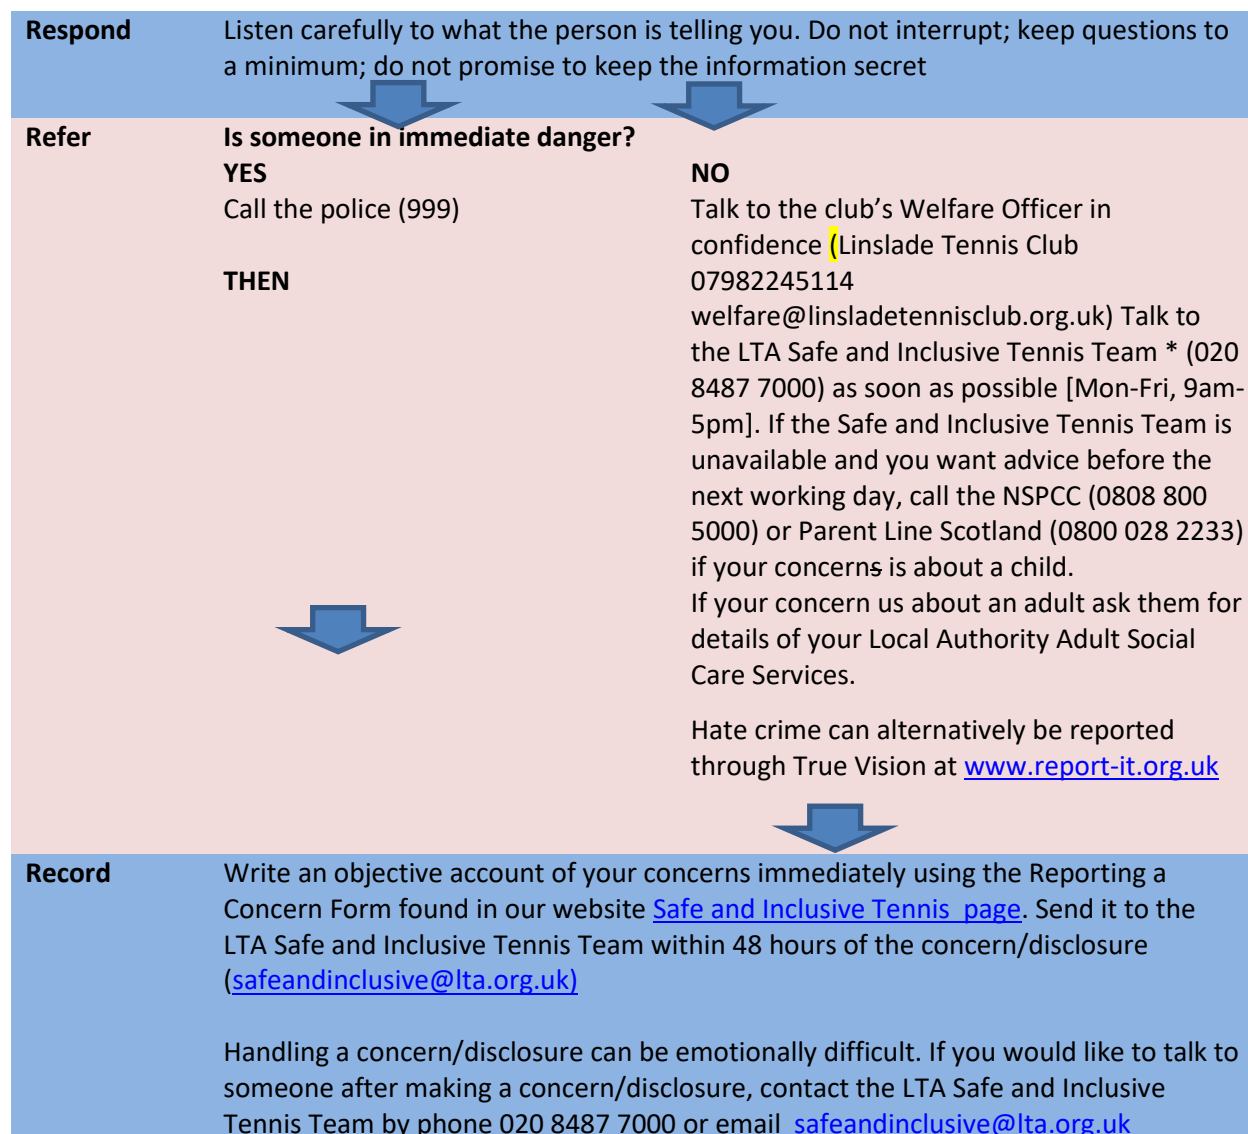 Respond
Listen carefully to what the person is telling you. Do not interrupt; keep questions to
a minimum; do not promise to keep the information secret
Refer
Is someone in immediate danger?
YES
Call the police (999)
THEN
NO
Talk to the club's Welfare Officer in
confidence (Linslade Tennis Club
07982245114
welfare@linsladetennisclub.org.uk) Talk to
the LTA Safe and Inclusive Tennis Team * (020
8487 7000) as soon as possible [Mon-Fri, 9am-
5pm]. If the Safe and Inclusive Tennis Team is
unavailable and you want advice before the
next working day, call the NSPCC (0808 800
5000) or Parent Line Scotland (0800 028 2233)
if your concerns is about a child.
If your concern us about an adult ask them for
details of your Local Authority Adult Social
Care Services.
Hate crime can alternatively be reported
through True Vision at www.report-it.org.uk
Record
Write an objective account of your concerns immediately using the Reporting a
Concern Form found in our website Safe and Inclusive Tennis  page. Send it to the
LTA Safe and Inclusive Tennis Team within 48 hours of the concern/disclosure
(safeandinclusive@lta.org.uk)
Handling a concern/disclosure can be emotionally difficult. If you would like to talk to
someone after making a concern/disclosure, contact the LTA Safe and Inclusive
Tennis Team by phone 020 8487 7000 or email  safeandinclusive@lta.org.uk